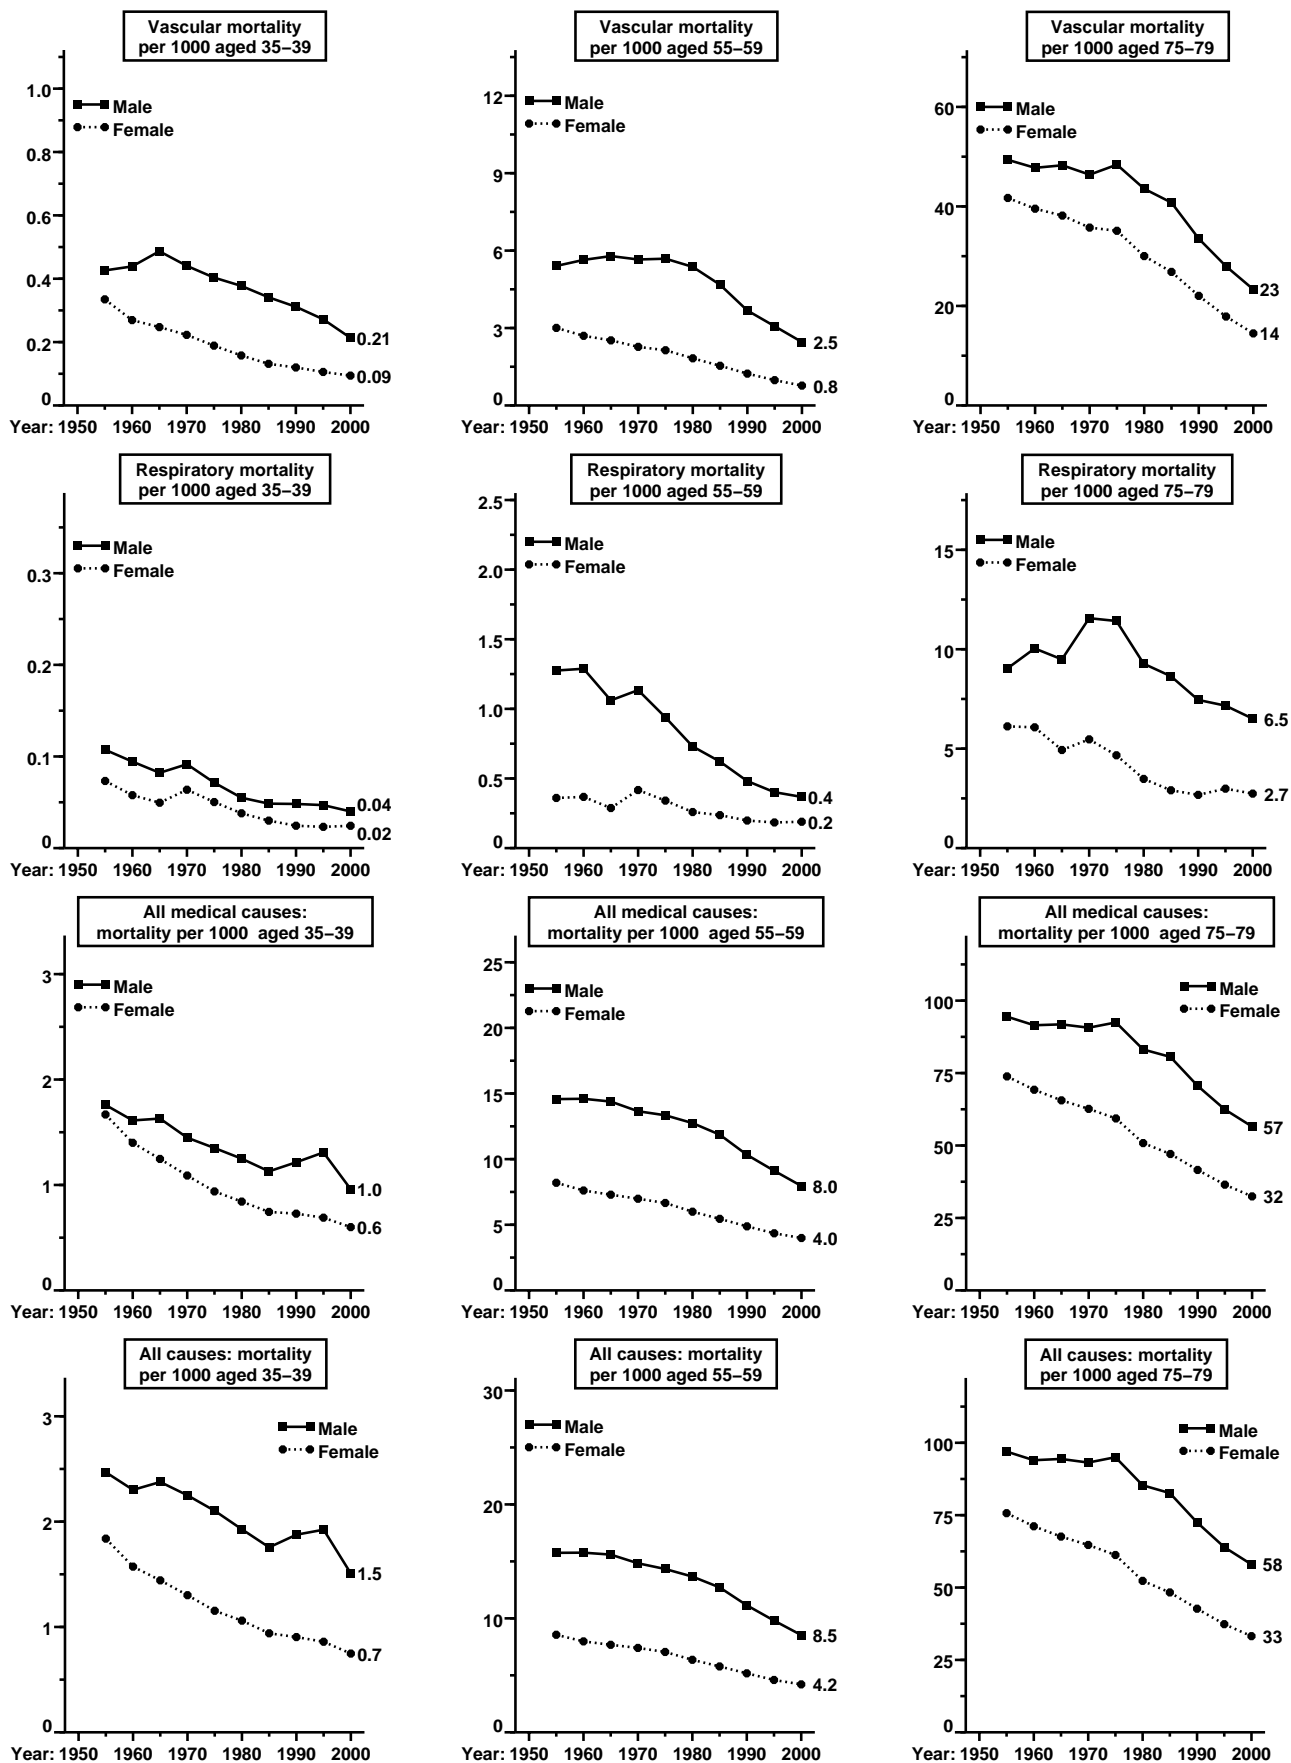 Vascular mortality
per 1000 aged 35–39
1.0
0.8
0.6
0.4
0.2
0
Male
Female
0.21
0.09
Year: 1950 1960 1970 1980 1990 2000
Vascular mortality
per 1000 aged 55–59
12
9
6
3
0
Male
Female
2.5
0.8
Year: 1950 1960 1970 1980 1990 2000
Vascular mortality
per 1000 aged 75–79
60
40
20
0
Male
Female
23
14
Year: 1950 1960 1970 1980 1990 2000
Respiratory mortality
per 1000 aged 35–39
0.3
0.2
0.1
0
Male
Female
0.04
0.02
Year: 1950 1960 1970 1980 1990 2000
Respiratory mortality
per 1000 aged 55–59
2.5
2.0
1.5
1.0
0.5
0
Male
Female
0.4
0.2
Year: 1950 1960 1970 1980 1990 2000
Respiratory mortality
per 1000 aged 75–79
15
10
5
0
Male
Female
6.5
2.7
Year: 1950 1960 1970 1980 1990 2000
All medical causes:
mortality per 1000 aged 35–39
3
2
1
0
Male
Female
1.0
0.6
Year: 1950 1960 1970 1980 1990 2000
All medical causes:
mortality per 1000 aged 55–59
25
20
15
10
5
0
Male
Female
8.0
4.0
Year: 1950 1960 1970 1980 1990 2000
All medical causes:
mortality per 1000 aged 75–79
100
75
50
25
0
Male
Female
57
32
Year: 1950 1960 1970 1980 1990 2000
All causes: mortality
per 1000 aged 35–39
3
2
1
0
Male
Female
1.5
0.7
Year: 1950 1960 1970 1980 1990 2000
All causes: mortality
per 1000 aged 55–59
30
20
10
0
Male
Female
8.5
4.2
Year: 1950 1960 1970 1980 1990 2000
All causes: mortality
per 1000 aged 75–79
100
75
50
25
0
Male
Female
58
33
Year: 1950 1960 1970 1980 1990 2000